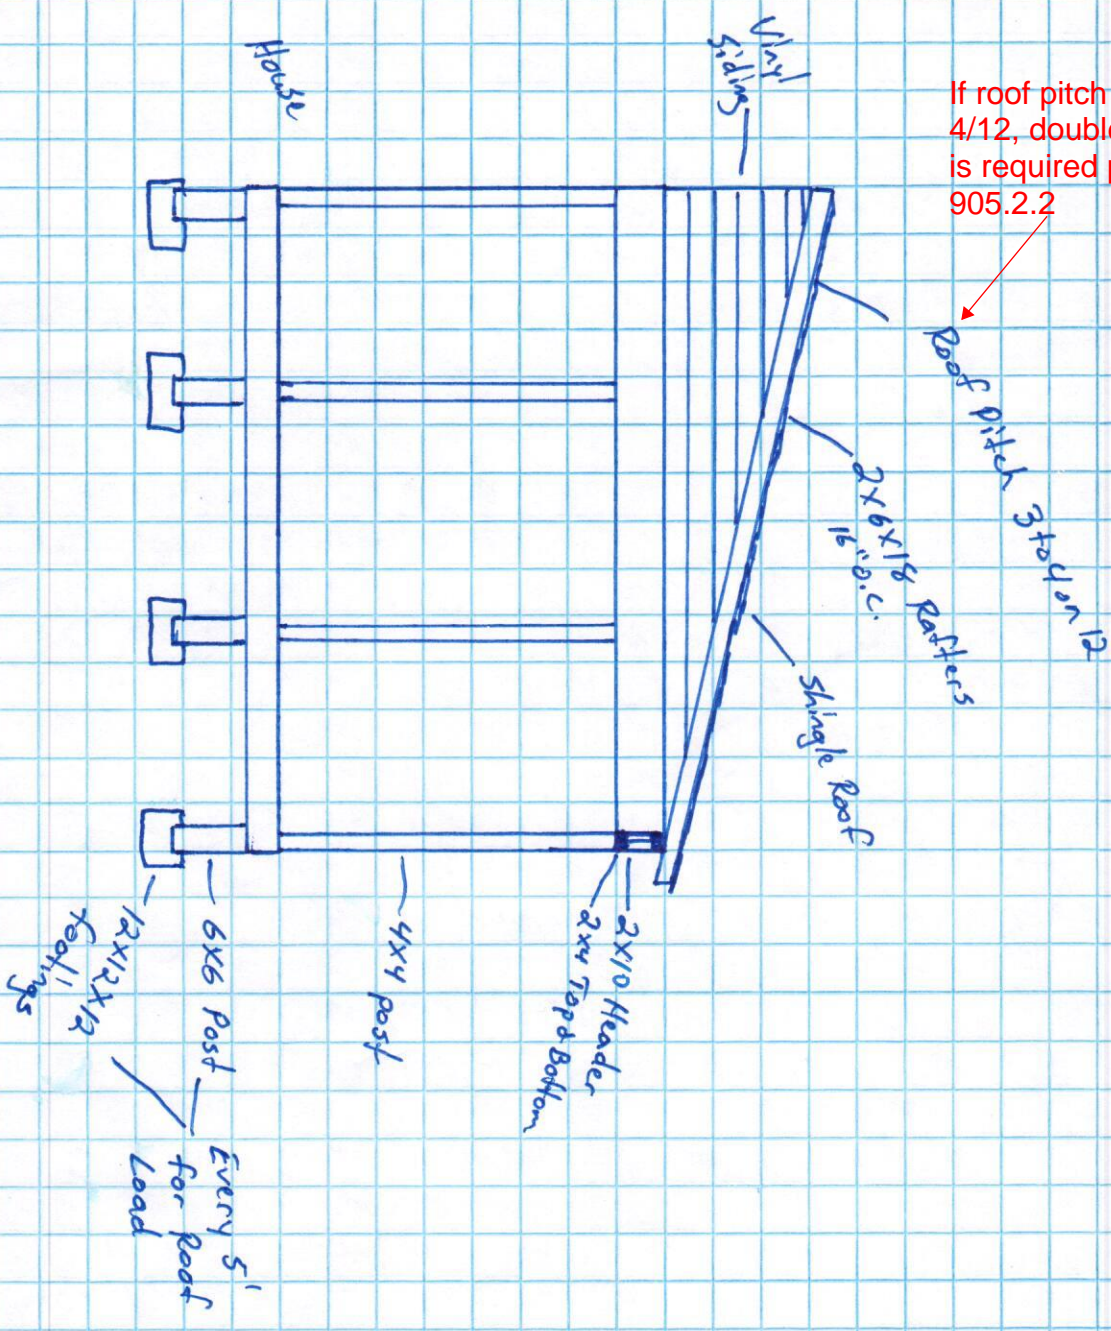 Vinyl
Siding
House
If roof pitch
4/12, double
is required p
905.2.2
Roof Pitch 3 to 4 on 12
2x6x18 Rafters
16" O.C.
Shingle Roof
2x10 Header
2x4 Top & Bottom
4x4 post
6x6 Post
12x12x12
footings
Every 5'
for Roof
Load